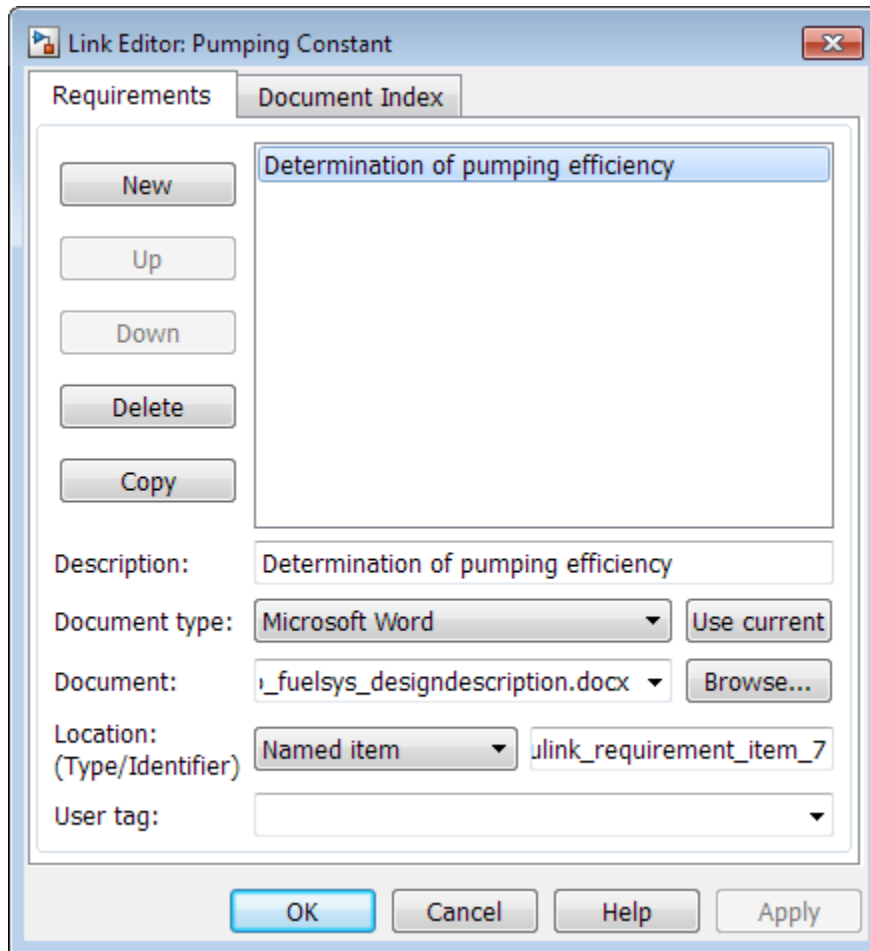 Link Editor: Pumping Constant
Requirements
Document Index
New
Up
Down
Delete
Copy
Determination of pumping efficiency
Description:
Determination of pumping efficiency
Document type:
Microsoft Word
Use current
Document:
_fuelsys_designdescription.docx
Browse...
Location:
(Type/Identifier)
Named item
ulink_requirement_item_7
User tag:
OK
Cancel
Help
Apply